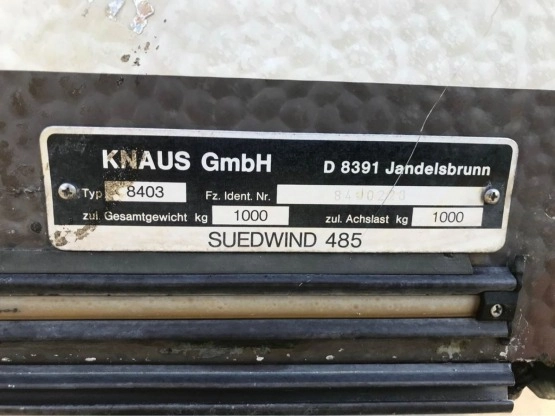 KNAUS GmbH D 8391 Jandelsbrunn
Typ 8403 Fz. Ident. Nr.
zul. Gesamtgewicht kg 1000 zul. Achslast kg 1000
SUEDWIND 485